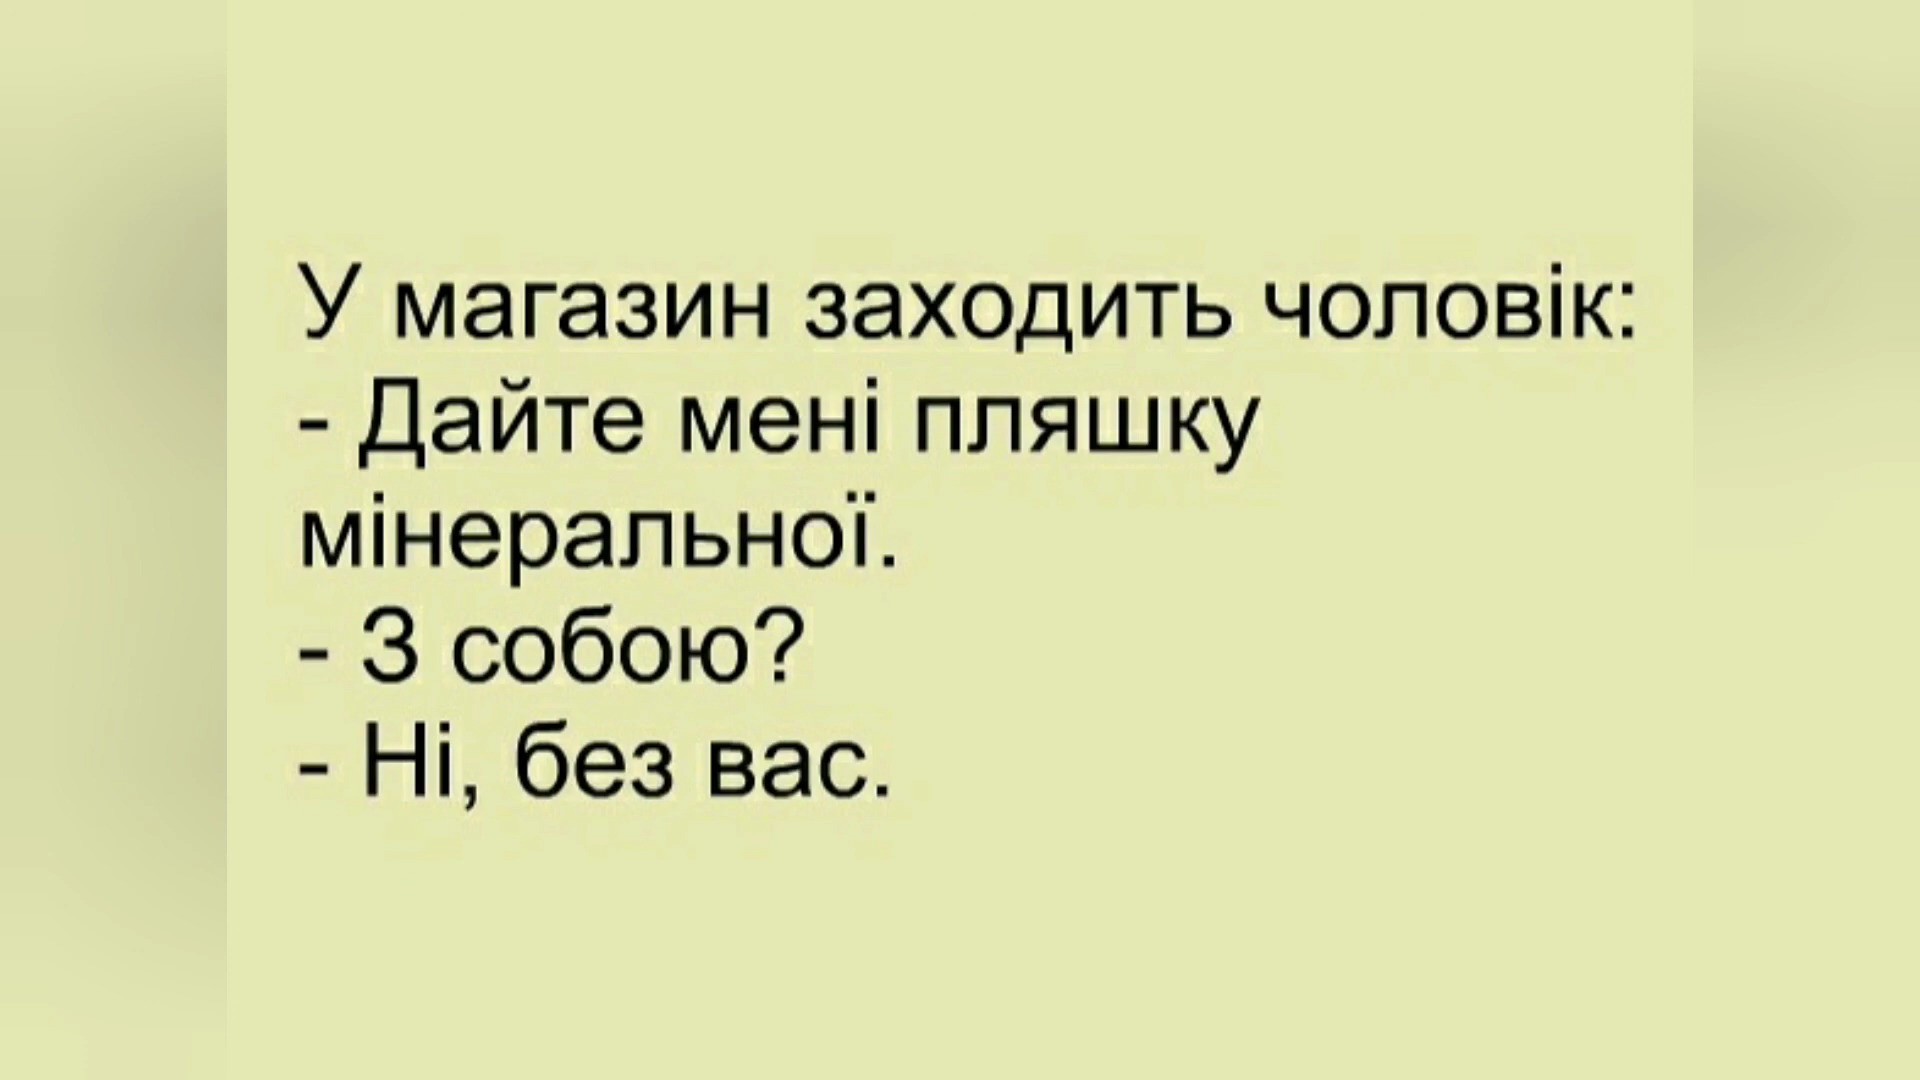 У магазин заходить чоловік:
- Дайте мені пляшку
мінеральної.
- З собою?
- Ні, без вас.